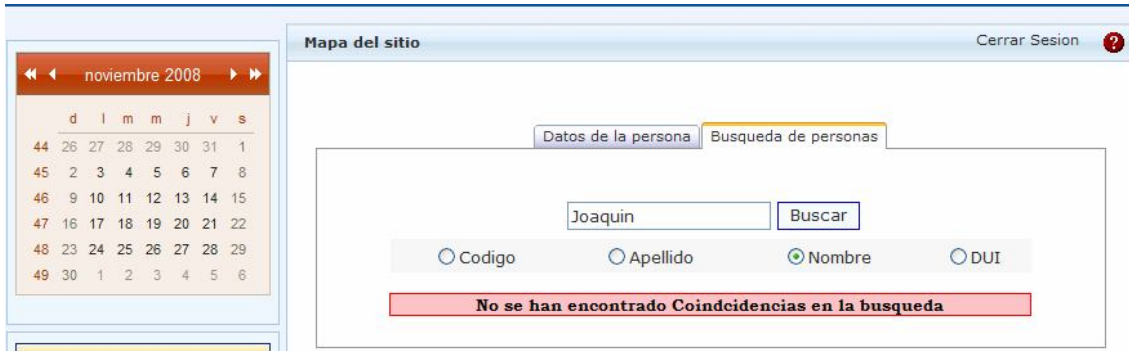 Mapa del sitio
Cerrar Sesion
?
noviembre 2008
d l m m j v s
44 26 27 28 29 30 31 1
45 2 3 4 5 6 7 8
46 9 10 11 12 13 14 15
47 16 17 18 19 20 21 22
48 23 24 25 26 27 28 29
49 30 1 2 3 4 5 6
Datos de la persona
Busqueda de personas
Joaquin
Buscar
Codigo Apellido Nombre DUI
No se han encontrado Coindcidencias en la busqueda